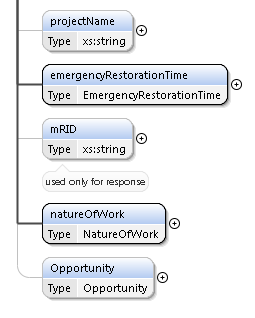 projectName
Type xs:string
emergencyRestorationTime
Type EmergencyRestorationTime
mRID
Type xs:string
used only for response
natureOfWork
Type NatureOfWork
Opportunity
Type Opportunity